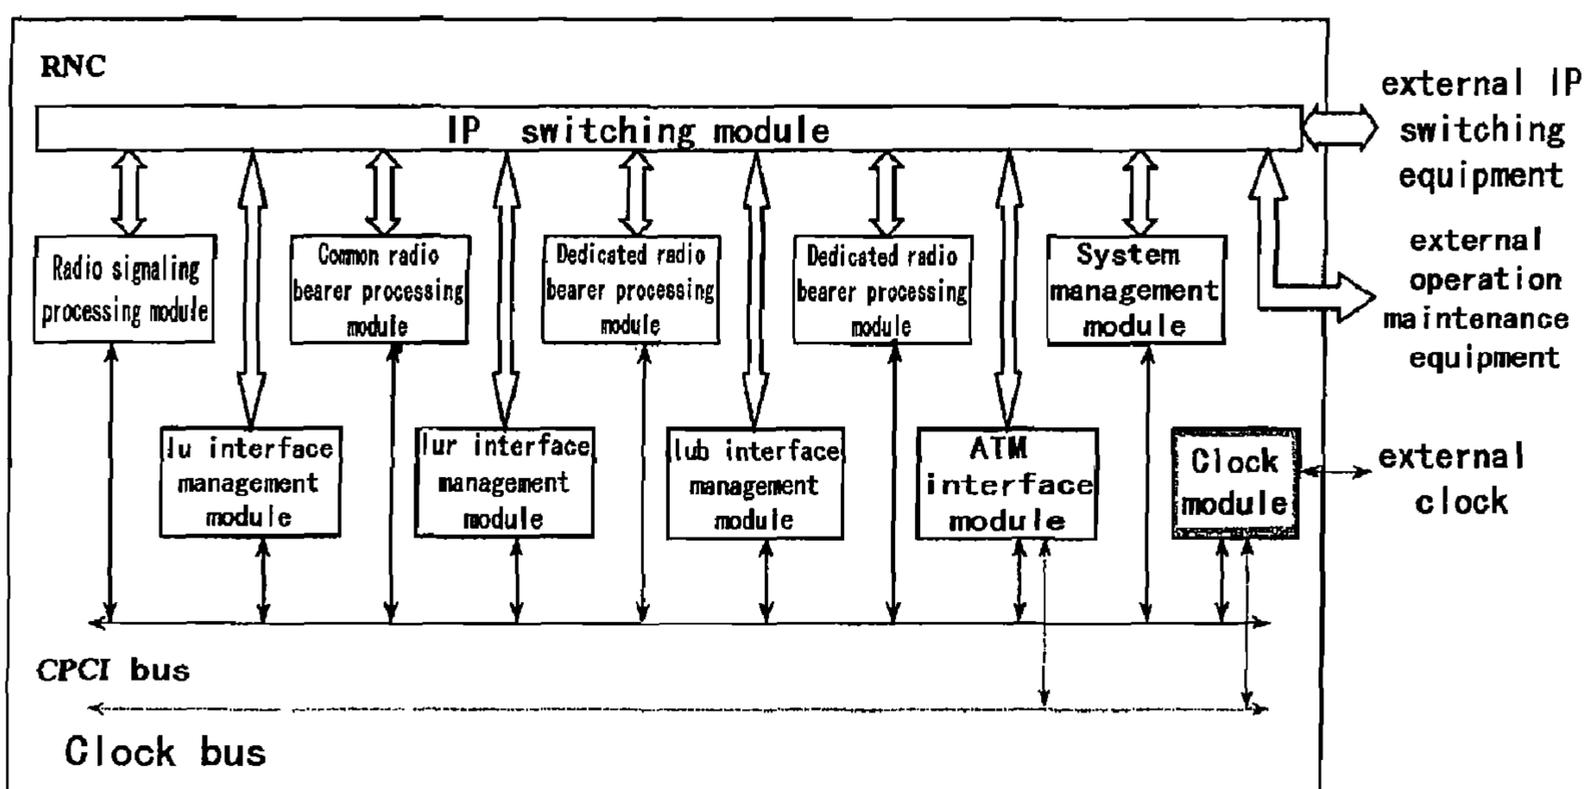 RNC
IP switching module
external IP
switching
equipment
Radio signaling
processing module
Common radio
bearer processing
module
Dedicated radio
bearer processing
module
Dedicated radio
bearer processing
module
System
management
module
external
operation
maintenance
equipment
Iu interface
management
module
Iur interface
management
module
Iub interface
management
module
ATM
interface
module
Clock
module
external
clock
CPCI bus
Clock bus